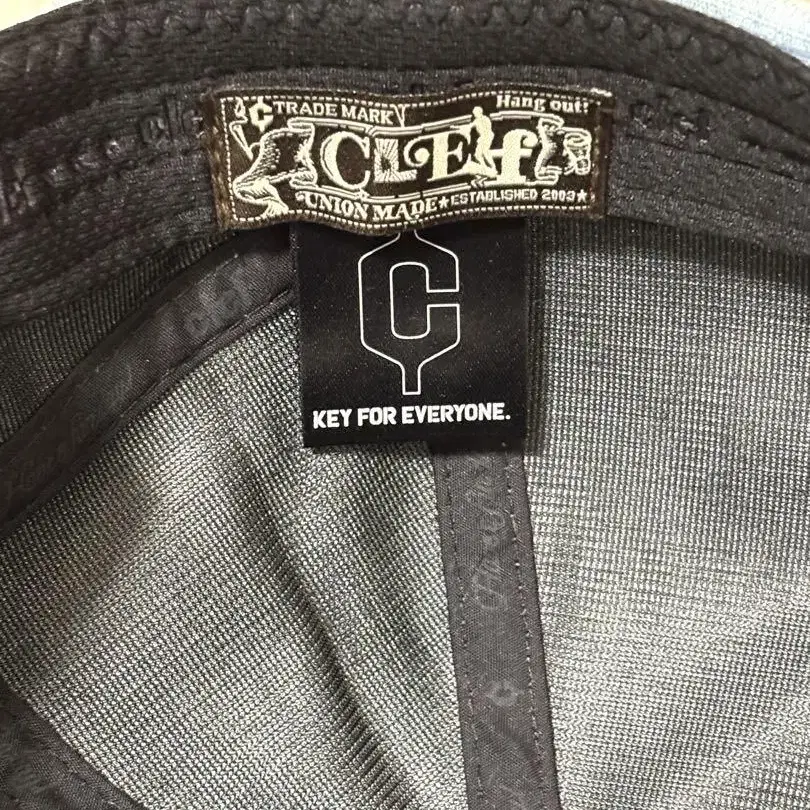 TRADE MARK
Hang out!
CLEF
UNION MADE★ESTABLISHED 2003★
C
KEY FOR EVERYONE.